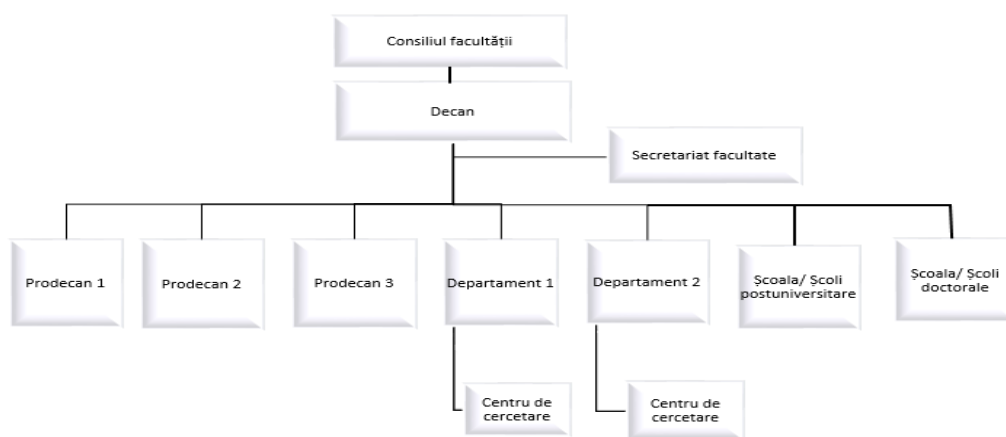 Consiliul facultății
Decan
Secretariat facultate
Prodecan 1
Prodecan 2
Prodecan 3
Departament 1
Departament 2
Școala/ Școli
postuniversitare
Școala/ Școli
doctorale
Centru de
cercetare
Centru de
cercetare